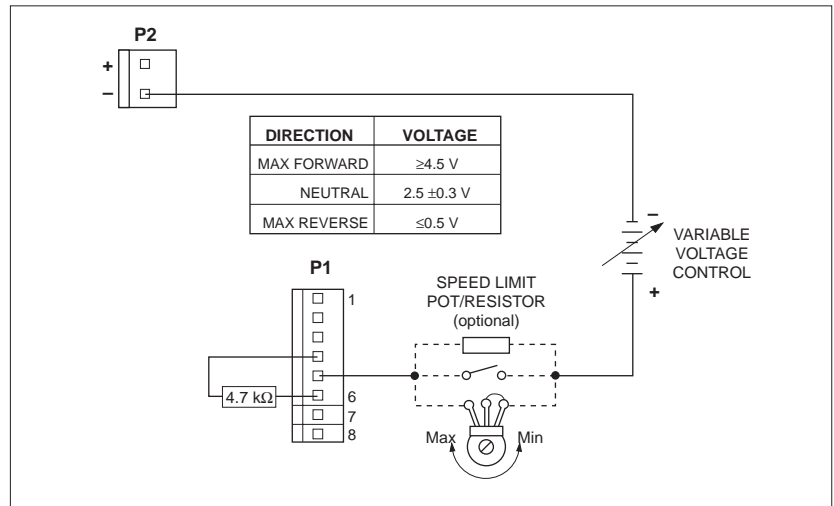 P2
+
–
DIRECTION VOLTAGE
MAX FORWARD ≥4.5 V
NEUTRAL 2.5 ±0.3 V
MAX REVERSE ≤0.5 V
–
VARIABLE
VOLTAGE
CONTROL
+
P1
1
6
7
8
4.7 kΩ
SPEED LIMIT
POT/RESISTOR
(optional)
Max Min